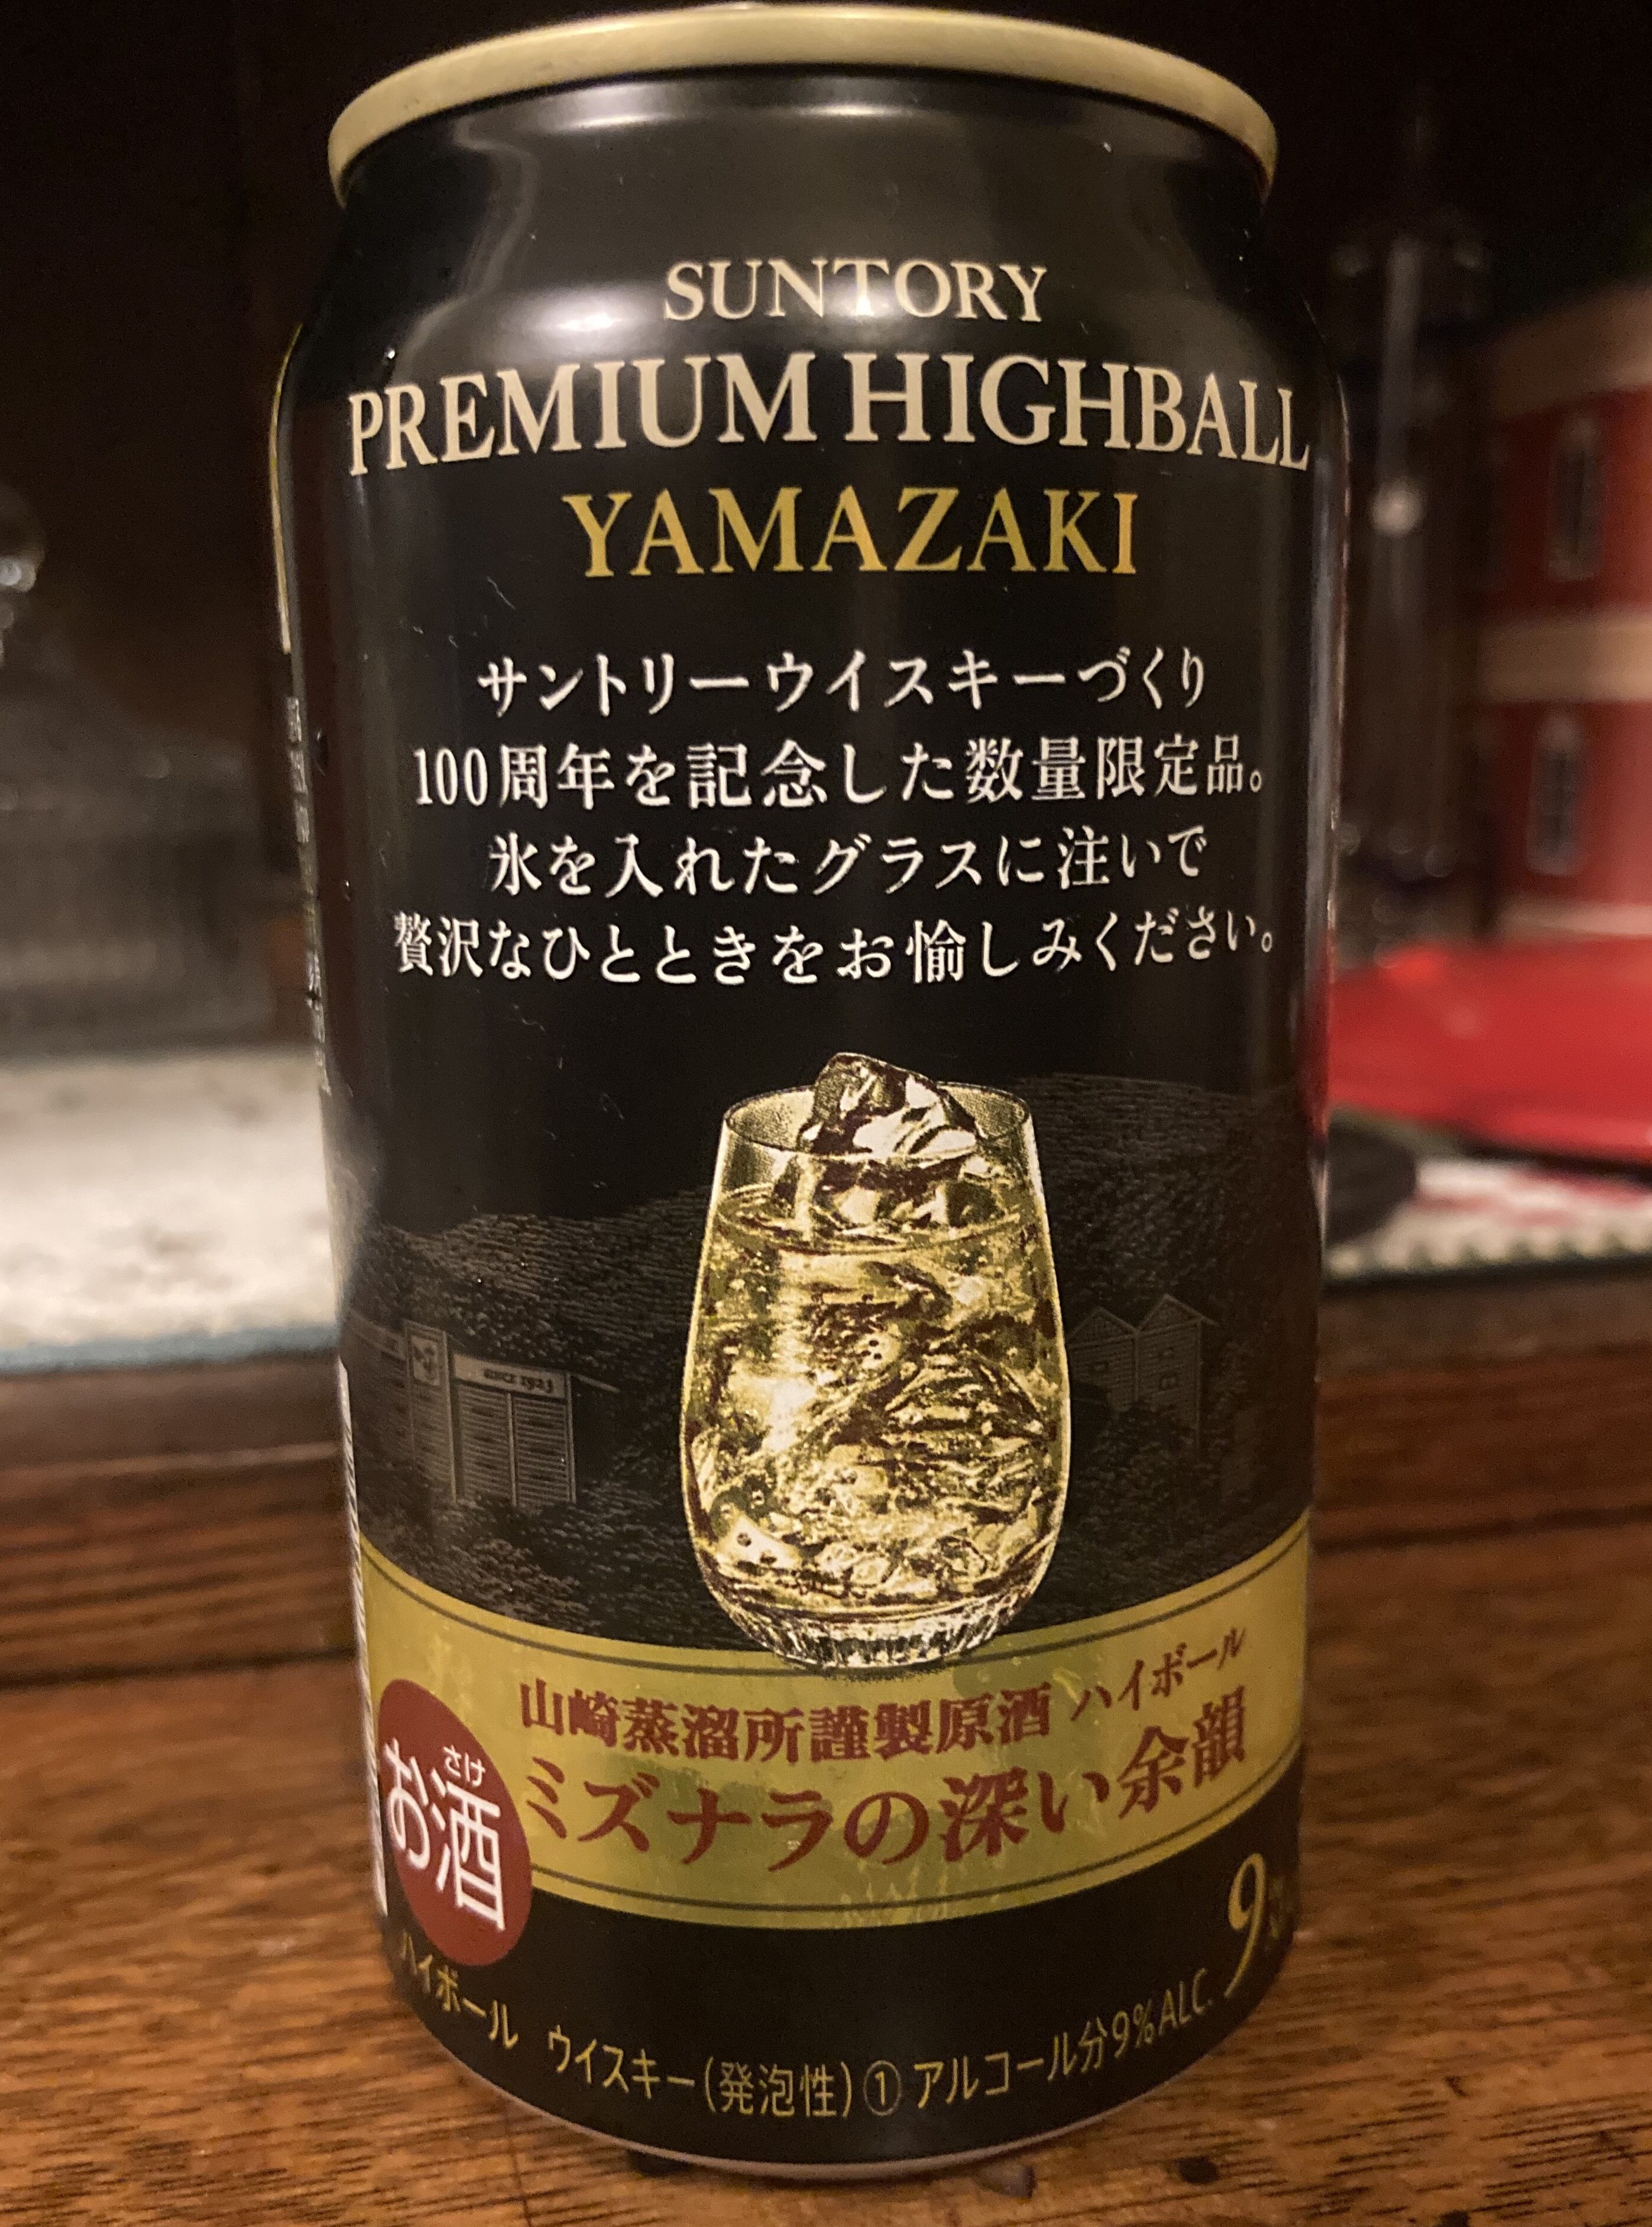 SUNTORY
PREMIUM HIGHBALL
YAMAZAKI
サントリーウイスキーづくり
100周年を記念した数量限定品。
氷を入れたグラスに注いで
贅沢なひとときをお愉しみください。
SINCE 1923
山崎蒸溜所謹製原酒 ハイボール
ミズナラの深い余韻
さけ
お酒
9%
ハイボール ウイスキー(発泡性)① アルコール分9%ALC.